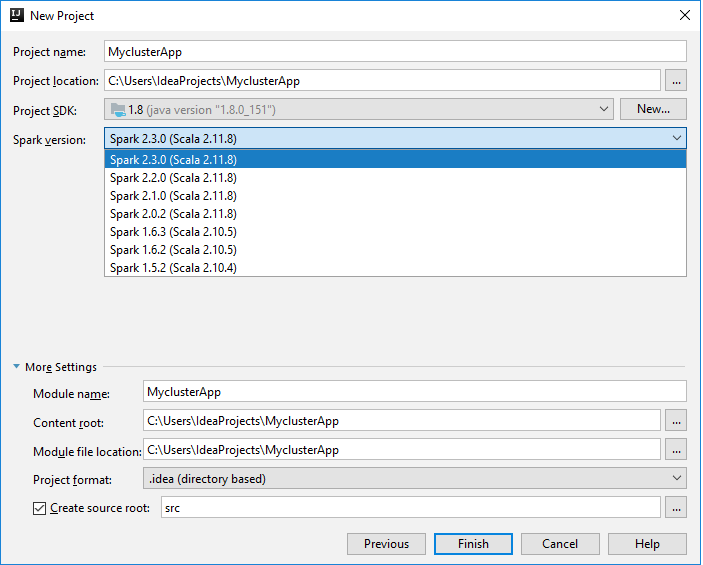 New Project
Project name: MyclusterApp
Project location: C:\Users\IdeaProjects\MyclusterApp ...
Project SDK: 1.8 (java version "1.8.0_151") New...
Spark version: Spark 2.3.0 (Scala 2.11.8)
Spark 2.3.0 (Scala 2.11.8)
Spark 2.2.0 (Scala 2.11.8)
Spark 2.1.0 (Scala 2.11.8)
Spark 2.0.2 (Scala 2.11.8)
Spark 1.6.3 (Scala 2.10.5)
Spark 1.6.2 (Scala 2.10.5)
Spark 1.5.2 (Scala 2.10.4)
More Settings
Module name: MyclusterApp
Content root: C:\Users\IdeaProjects\MyclusterApp ...
Module file location: C:\Users\IdeaProjects\MyclusterApp ...
Project format: .idea (directory based)
Create source root: src ...
Previous Finish Cancel Help